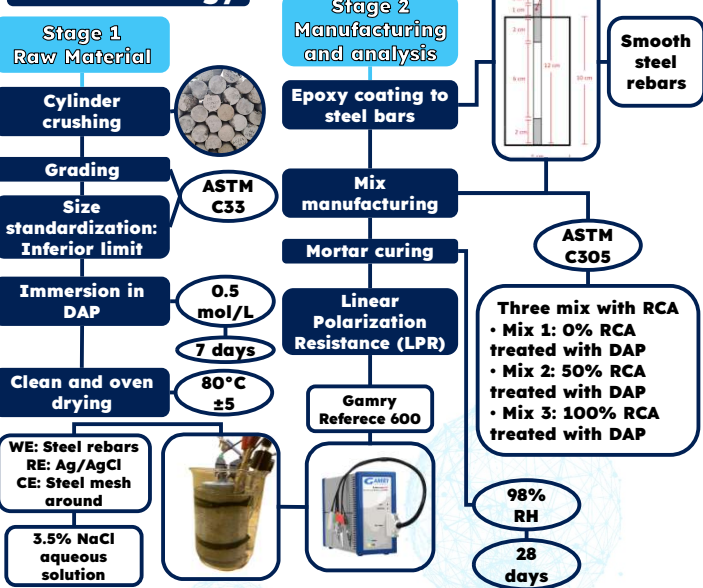 Stage 1
Raw Material
Cylinder
crushing
Grading
Size
standardization:
Inferior limit
ASTM
C33
Immersion in
DAP
0.5
mol/L
7 days
Clean and oven
drying
80°C
±5
WE: Steel rebars
RE: Ag/AgCl
CE: Steel mesh
around
3.5% NaCl
aqueous
solution
Stage 2
Manufacturing
and analysis
Epoxy coating to
steel bars
2 cm
6 cm
2 cm
12 cm
Smooth
steel
rebars
Mix
manufacturing
ASTM
C305
Three mix with RCA
• Mix 1: 0% RCA
treated with DAP
• Mix 2: 50% RCA
treated with DAP
• Mix 3: 100% RCA
treated with DAP
Mortar curing
98%
RH
28
days
Linear
Polarization
Resistance (LPR)
Gamry
Referece 600
GAMRY